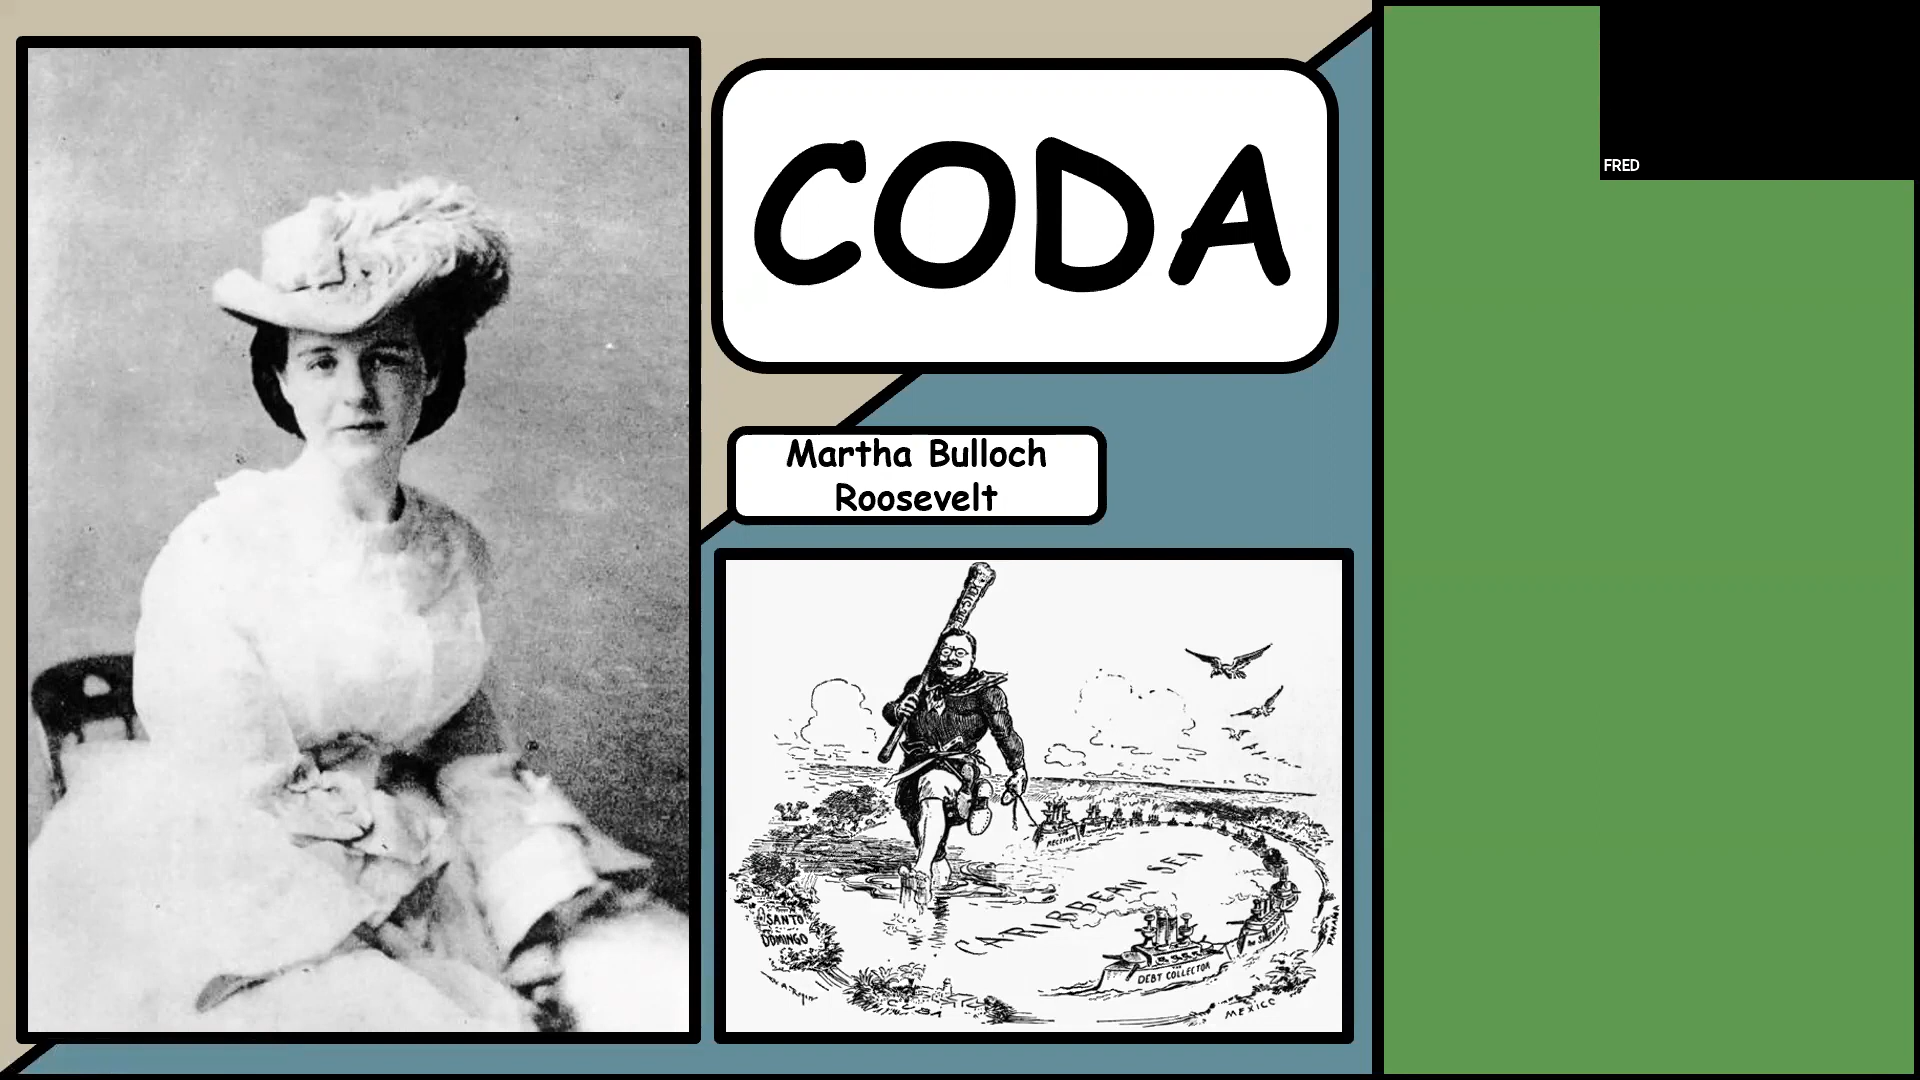 CODA
FRED
Martha Bulloch
Roosevelt
RECEIVER
CARIBBEAN SEA
SANTO
DOMINGO
DEBT COLLECTOR
PANAMA
MEXICO